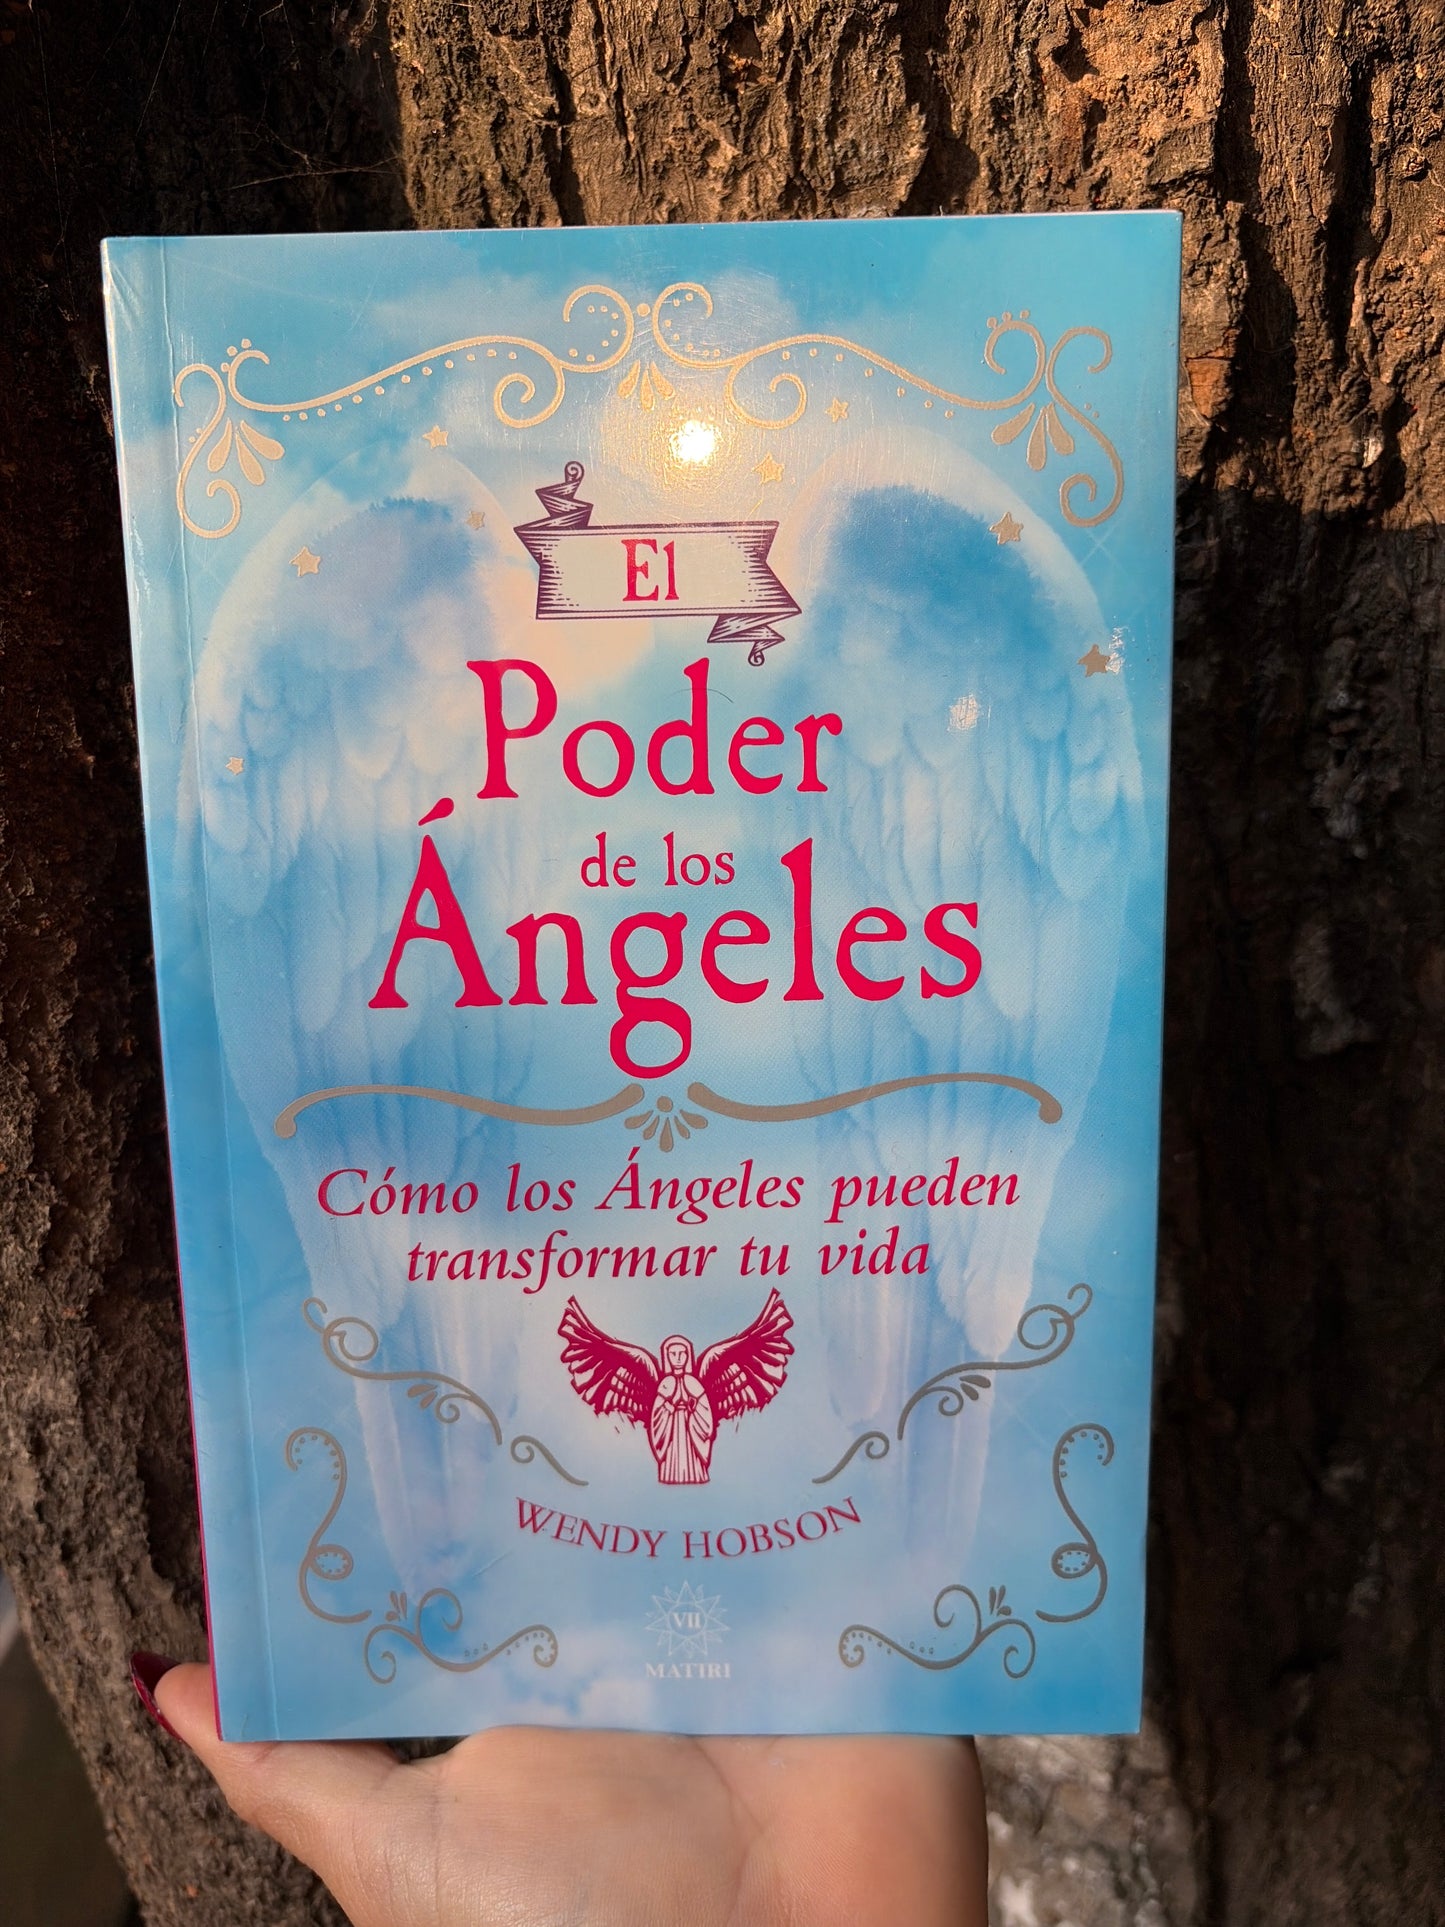 El
Poder
de los
Ángeles
Cómo los Ángeles pueden
transformar tu vida
WENDY HOBSON
VII
MATIRI